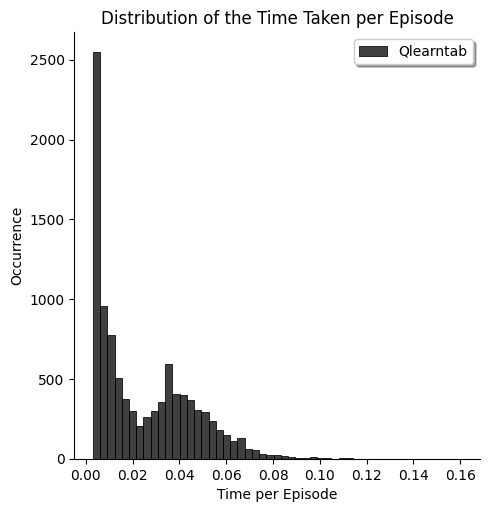 Distribution of the Time Taken per Episode
Qlearntab
Occurrence
2500
2000
1500
1000
500
0
0.00 0.02 0.04 0.06 0.08 0.10 0.12 0.14 0.16
Time per Episode